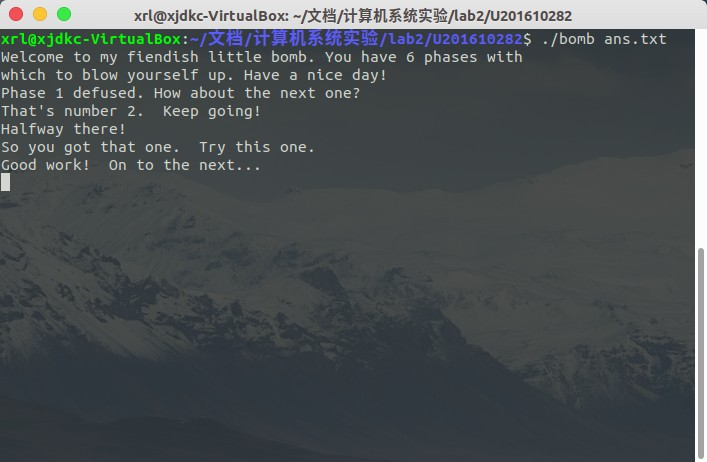 xrl@xjdkc-VirtualBox: ~/文档/计算机系统实验/lab2/U201610282
xrl@xjdkc-VirtualBox:~/文档/计算机系统实验/lab2/U201610282$ ./bomb ans.txt
Welcome to my fiendish little bomb. You have 6 phases with
which to blow yourself up. Have a nice day!
Phase 1 defused. How about the next one?
That's number 2.  Keep going!
Halfway there!
So you got that one.  Try this one.
Good work!  On to the next...